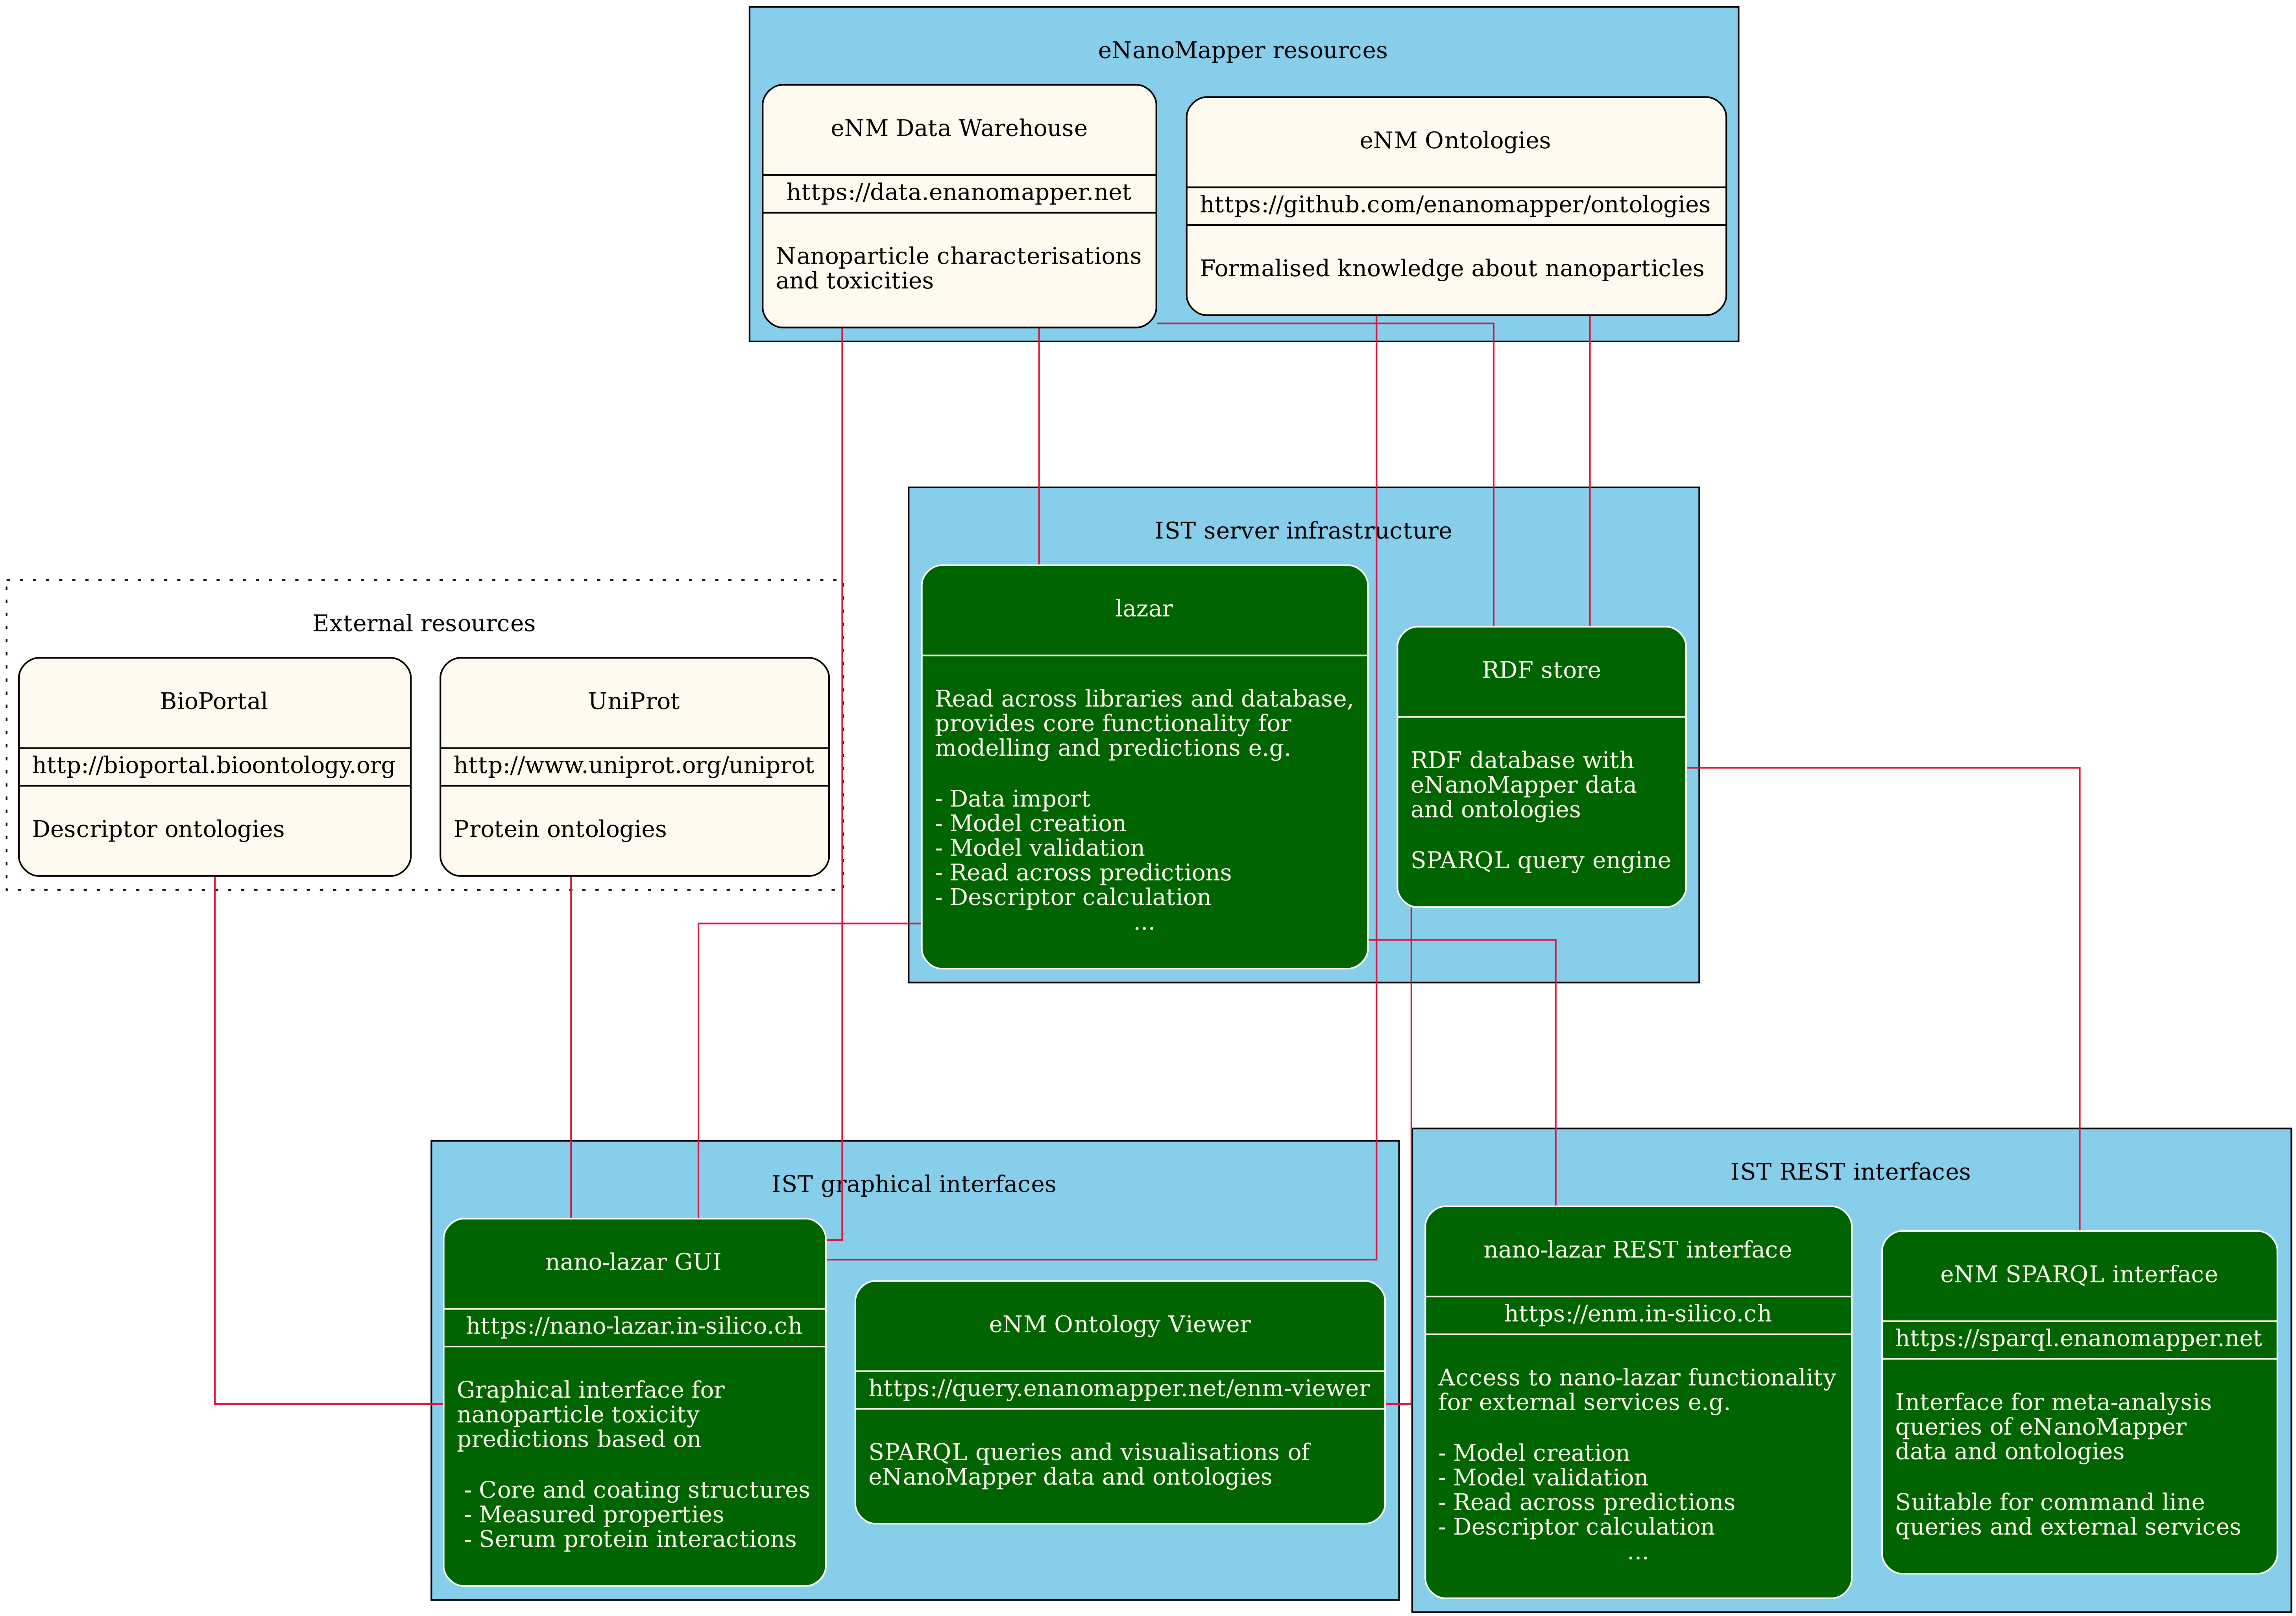 eNanoMapper resources
eNM Data Warehouse
https://data.enanomapper.net
Nanoparticle characterisations
and toxicities
eNM Ontologies
https://github.com/enanomapper/ontologies
Formalised knowledge about nanoparticles
IST server infrastructure
lazar
Read across libraries and database,
provides core functionality for
modelling and predictions e.g.
- Data import
- Model creation
- Model validation
- Read across predictions
- Descriptor calculation
...
RDF store
RDF database with
eNanoMapper data
and ontologies
SPARQL query engine
External resources
BioPortal
http://bioportal.bioontology.org
Descriptor ontologies
UniProt
http://www.uniprot.org/uniprot
Protein ontologies
IST graphical interfaces
nano-lazar GUI
https://nano-lazar.in-silico.ch
Graphical interface for
nanoparticle toxicity
predictions based on
- Core and coating structures
- Measured properties
- Serum protein interactions
eNM Ontology Viewer
https://query.enanomapper.net/enm-viewer
SPARQL queries and visualisations of
eNanoMapper data and ontologies
IST REST interfaces
nano-lazar REST interface
https://enm.in-silico.ch
Access to nano-lazar functionality
for external services e.g.
- Model creation
- Model validation
- Read across predictions
- Descriptor calculation
...
eNM SPARQL interface
https://sparql.enanomapper.net
Interface for meta-analysis
queries of eNanoMapper
data and ontologies
Suitable for command line
queries and external services